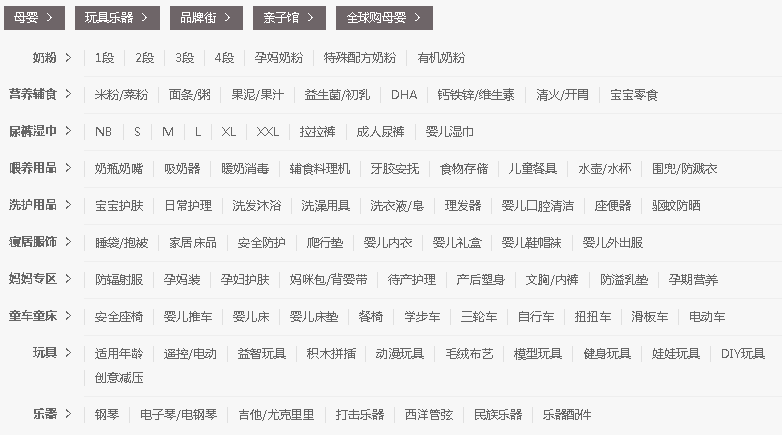 母婴 > 玩具乐器 > 品牌街 > 亲子馆 > 全球购母婴 >
奶粉 > 1段 2段 3段 4段 孕妈奶粉 特殊配方奶粉 有机奶粉
营养辅食 > 米粉/菜粉 面条/粥 果泥/果汁 益生菌/初乳 DHA 钙铁锌/维生素 清火/开胃 宝宝零食
尿裤湿巾 > NB S M L XL XXL 拉拉裤 成人尿裤 婴儿湿巾
喂养用品 > 奶瓶奶嘴 吸奶器 暖奶消毒 辅食料理机 牙胶安抚 食物存储 儿童餐具 水壶/水杯 围兜/防溅衣
洗护用品 > 宝宝护肤 日常护理 洗发沐浴 洗澡用具 洗衣液/皂 理发器 婴儿口腔清洁 座便器 驱蚊防晒
寝居服饰 > 睡袋/抱被 家居床品 安全防护 爬行垫 婴儿内衣 婴儿礼盒 婴儿鞋帽袜 婴儿外出服
妈妈专区 > 防辐射服 孕妈装 孕妇护肤 妈咪包/背婴带 待产护理 产后塑身 文胸/内裤 防溢乳垫 孕期营养
童车童床 > 安全座椅 婴儿推车 婴儿床 婴儿床垫 餐椅 学步车 三轮车 自行车 扭扭车 滑板车 电动车
玩具 > 适用年龄 遥控/电动 益智玩具 积木拼插 动漫玩具 毛绒布艺 模型玩具 健身玩具 娃娃玩具 DIY玩具
创意减压
乐器 > 钢琴 电子琴/电钢琴 吉他/尤克里里 打击乐器 西洋管弦 民族乐器 乐器配件